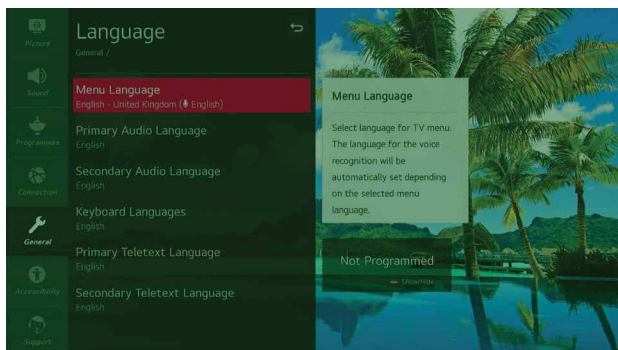 Picture
Sound
Programmes
Connection
General
Accessibility
Support
Language
General /
Menu Language
English - United Kingdom (English)
Primary Audio Language
English
Secondary Audio Language
English
Keyboard Languages
English
Primary Teletext Language
English
Secondary Teletext Language
English
Menu Language
Select language for TV menu.
The language for the voice
recognition will be
automatically set depending
on the selected menu
language.
Not Programmed
Show/Hide